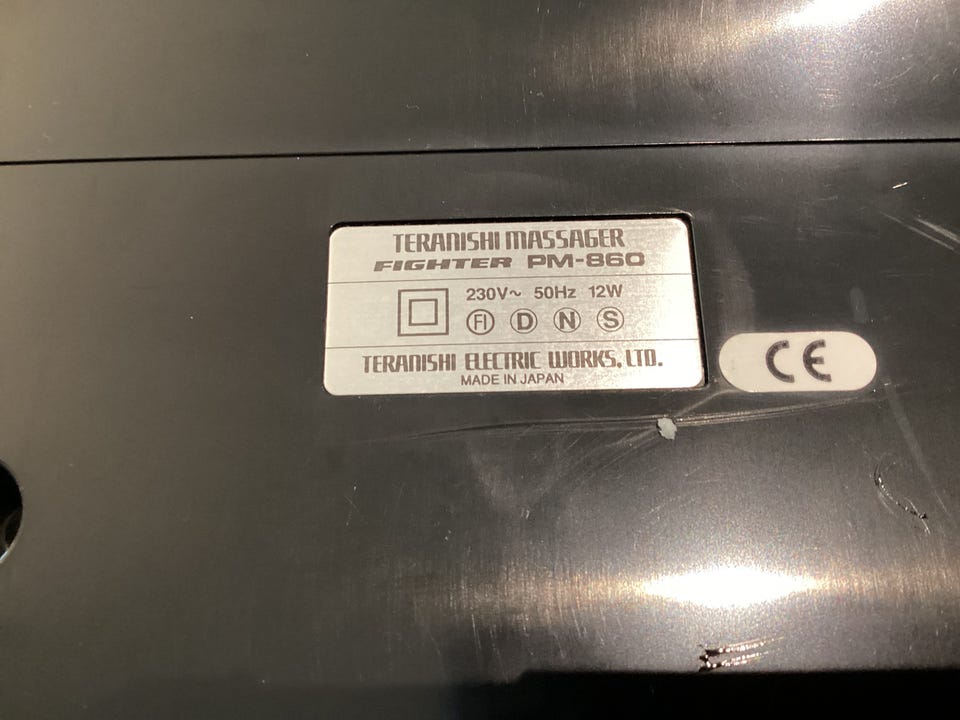 TERANISHI MASSAGER
FIGHTER PM-860
230V~ 50Hz 12W
FI D N S
TERANISHI ELECTRIC WORKS, LTD.
MADE IN JAPAN
CE